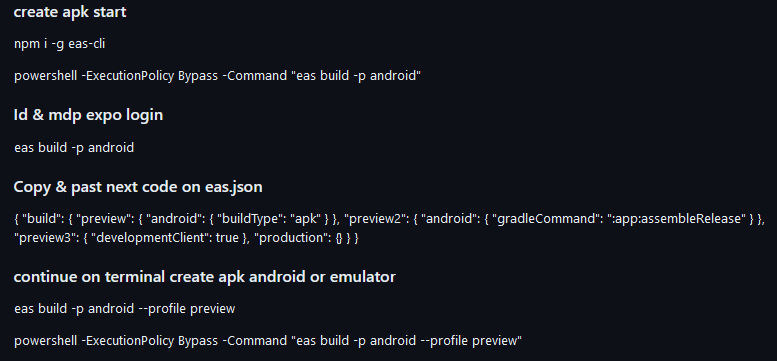 create apk start
npm i -g eas-cli
powershell -ExecutionPolicy Bypass -Command "eas build -p android"
Id & mdp expo login
eas build -p android
Copy & past next code on eas.json
{ "build": { "preview": { "android": { "buildType": "apk" } }, "preview2": { "android": { "gradleCommand": ":app:assembleRelease" } },
"preview3": { "developmentClient": true }, "production": {} } }
continue on terminal create apk android or emulator
eas build -p android --profile preview
powershell -ExecutionPolicy Bypass -Command "eas build -p android --profile preview"